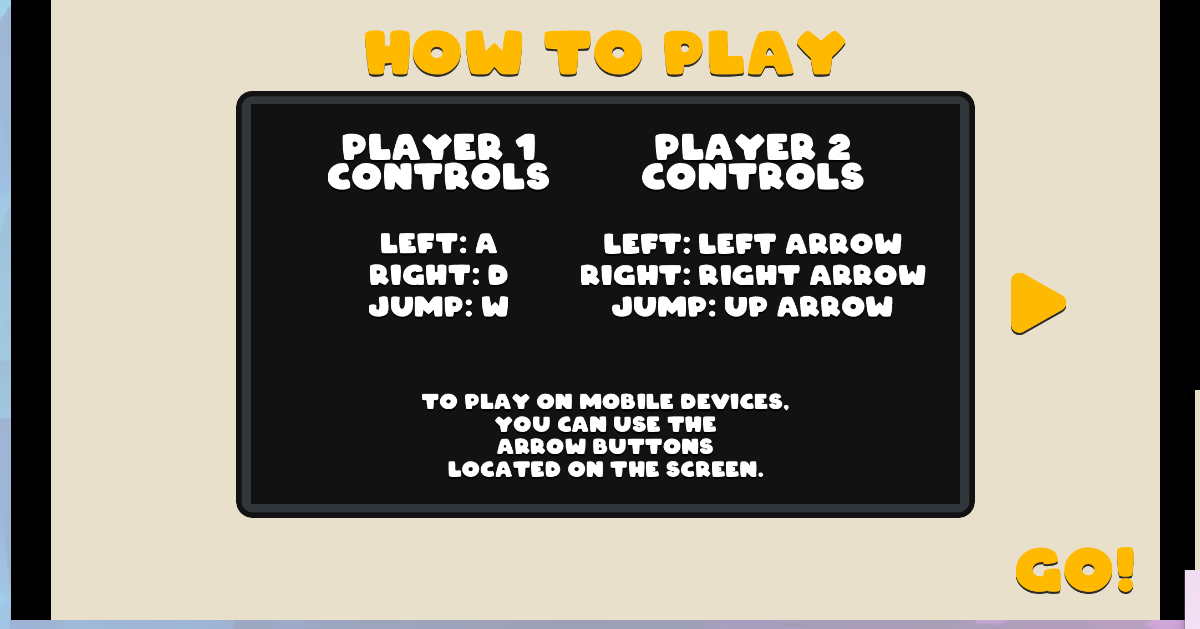 HOW TO PLAY
PLAYER 1
CONTROLS
LEFT: A
RIGHT: D
JUMP: W
PLAYER 2
CONTROLS
LEFT: LEFT ARROW
RIGHT: RIGHT ARROW
JUMP: UP ARROW
TO PLAY ON MOBILE DEVICES,
YOU CAN USE THE
ARROW BUTTONS
LOCATED ON THE SCREEN.
GO!